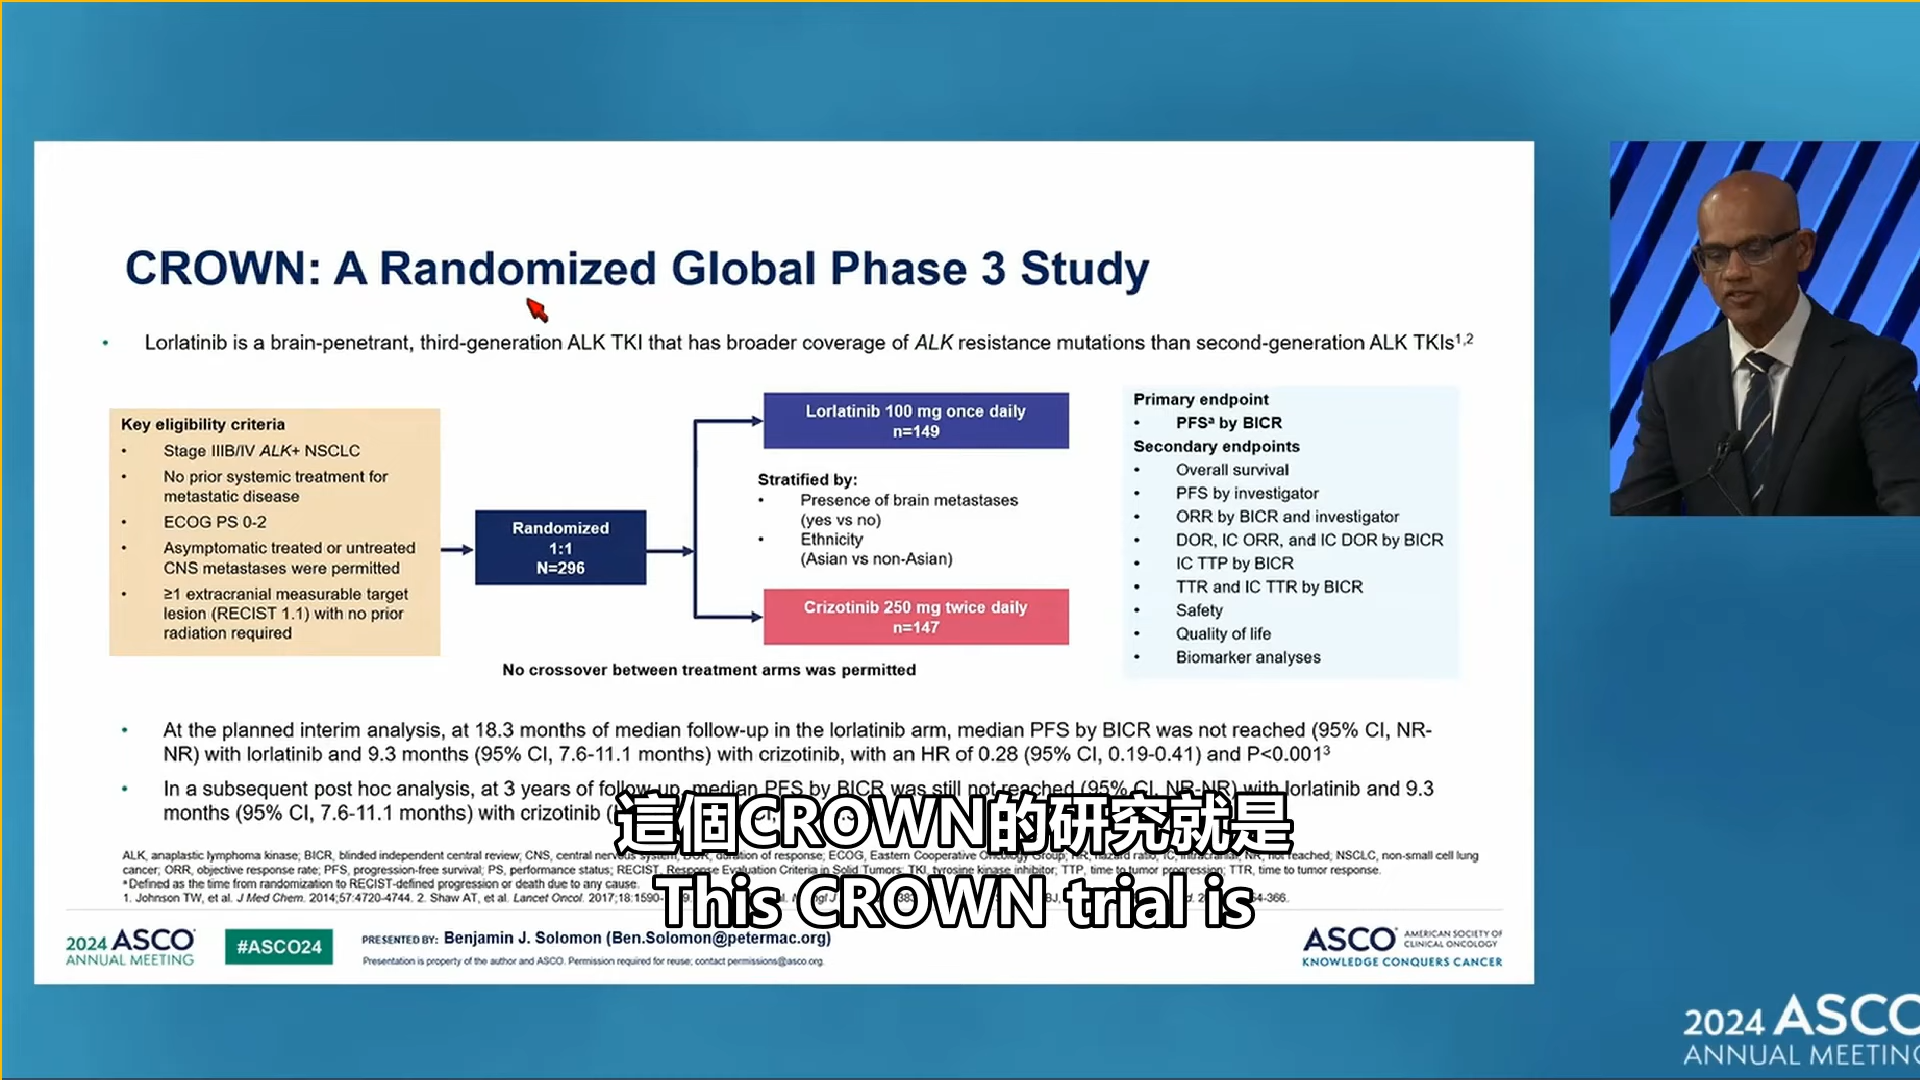 CROWN: A Randomized Global Phase 3 Study
• Lorlatinib is a brain-penetrant, third-generation ALK TKI that has broader coverage of ALK resistance mutations than second-generation ALK TKIs1,2
Key eligibility criteria
• Stage IIIB/IV ALK+ NSCLC
• No prior systemic treatment for
metastatic disease
• ECOG PS 0-2
• Asymptomatic treated or untreated
CNS metastases were permitted
• ≥1 extracranial measurable target
lesion (RECIST 1.1) with no prior
radiation required
Randomized
1:1
N=296
Lorlatinib 100 mg once daily
n=149
Stratified by:
• Presence of brain metastases
(yes vs no)
• Ethnicity
(Asian vs non-Asian)
Crizotinib 250 mg twice daily
n=147
No crossover between treatment arms was permitted
Primary endpoint
• PFSa by BICR
Secondary endpoints
• Overall survival
• PFS by investigator
• ORR by BICR and investigator
• DOR, IC ORR, and IC DOR by BICR
• IC TTP by BICR
• TTR and IC TTR by BICR
• Safety
• Quality of life
• Biomarker analyses
• At the planned interim analysis, at 18.3 months of median follow-up in the lorlatinib arm, median PFS by BICR was not reached (95% CI, NR-
NR) with lorlatinib and 9.3 months (95% CI, 7.6-11.1 months) with crizotinib, with an HR of 0.28 (95% CI, 0.19-0.41) and P<0.0013
• In a subsequent post hoc analysis, at 3 years of follow-up, median PFS by BICR was still not reached (95% CI, NR-NR) with lorlatinib and 9.3
months (95% CI, 7.6-11.1 months) with crizotinib
這個CROWN的研究就是
This CROWN trial is
ALK, anaplastic lymphoma kinase; BICR, blinded independent central review; CNS, central nervous system; DOR, duration of response; ECOG, Eastern Cooperative Oncology Group; HR, hazard ratio; IC, intracranial; NR, not reached; NSCLC, non-small cell lung
cancer; ORR, objective response rate; PFS, progression-free survival; PS, performance status; RECIST, Response Evaluation Criteria in Solid Tumors; TKI, tyrosine kinase inhibitor; TTP, time to tumor progression; TTR, time to tumor response.
a Defined as the time from randomization to RECIST-defined progression or death due to any cause.
1. Johnson TW, et al. J Med Chem. 2014;57:4720-4744. 2. Shaw AT, et al. Lancet Oncol. 2017;18:1590-
2024 ASCO
ANNUAL MEETING
#ASCO24
PRESENTED BY: Benjamin J. Solomon (Ben.Solomon@petermac.org)
Presentation is property of the author and ASCO. Permission required for reuse; contact permissions@asco.org.
ASCO AMERICAN SOCIETY OF
CLINICAL ONCOLOGY
KNOWLEDGE CONQUERS CANCER
2024 ASCO
ANNUAL MEETING